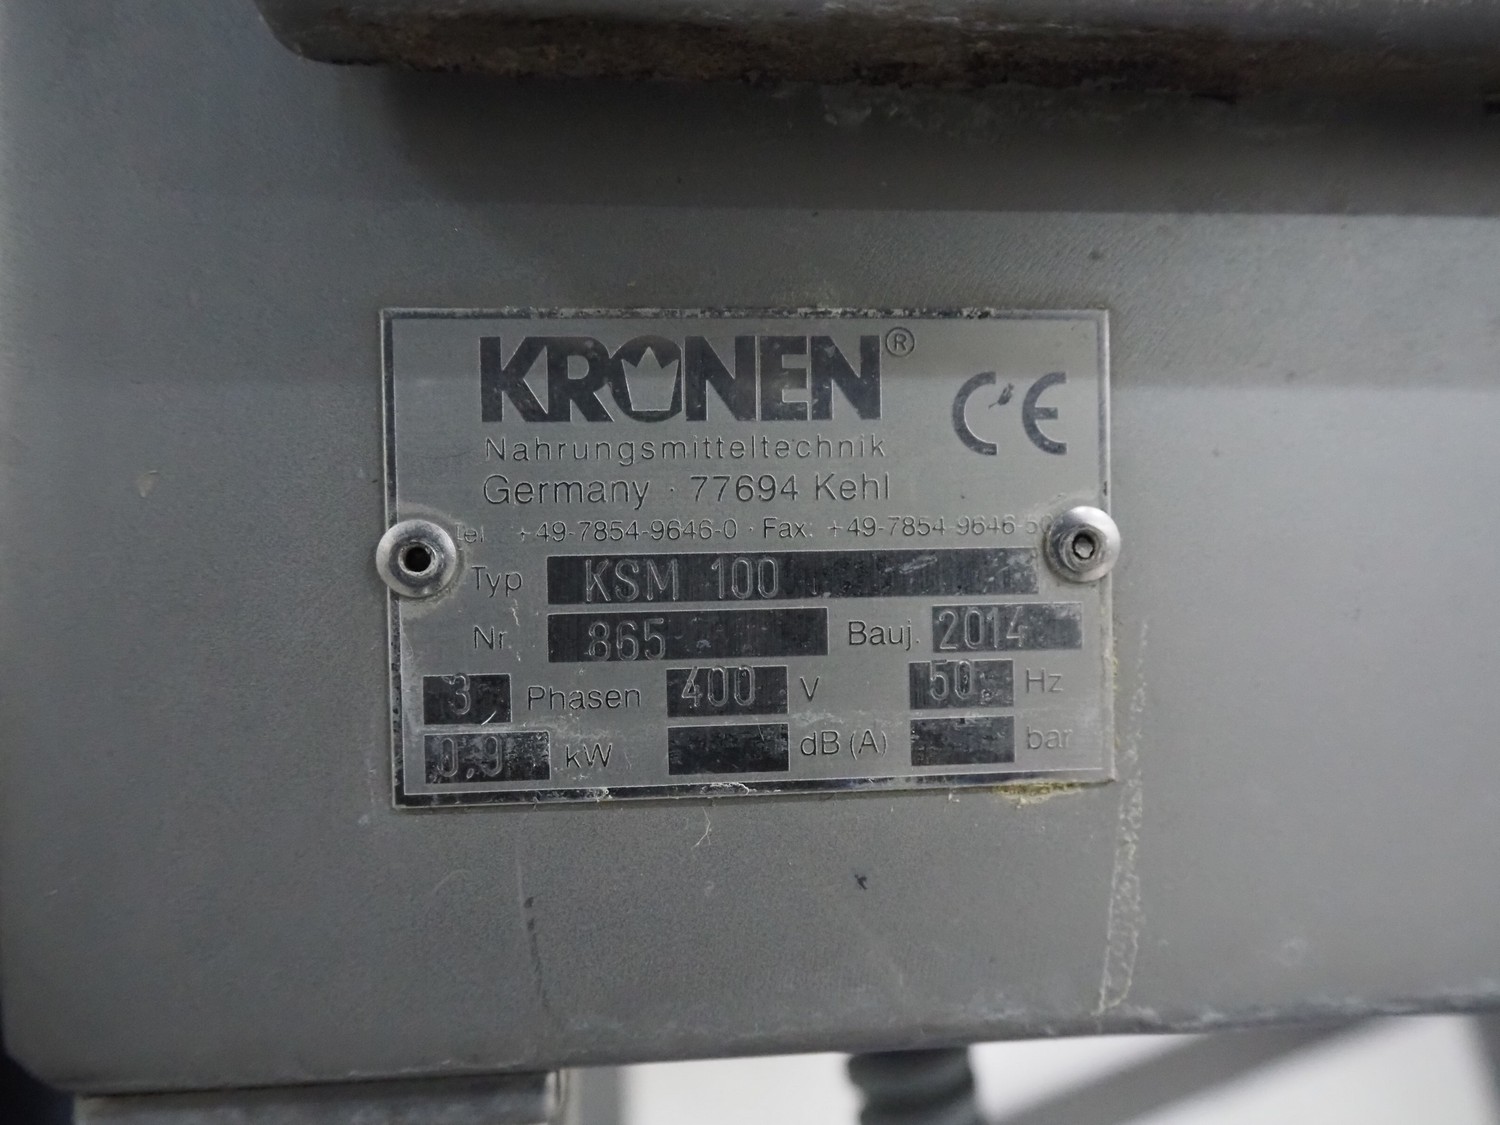 KRONEN®
CE
Nahrungsmitteltechnik
Germany · 77694 Kehl
Tel. +49-7854-9646-0 · Fax. +49-7854-9646-50
Typ KSM 100
Nr. 865 Bauj. 2014
3 Phasen 400 V 50 Hz
0,9 kW dB (A) bar